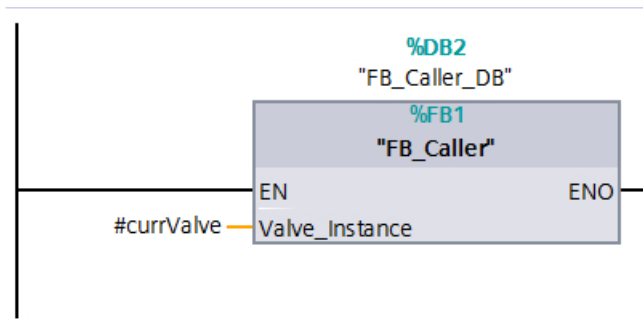 %DB2
"FB_Caller_DB"
%FB1
"FB_Caller"
EN ENO
#currValve Valve_Instance